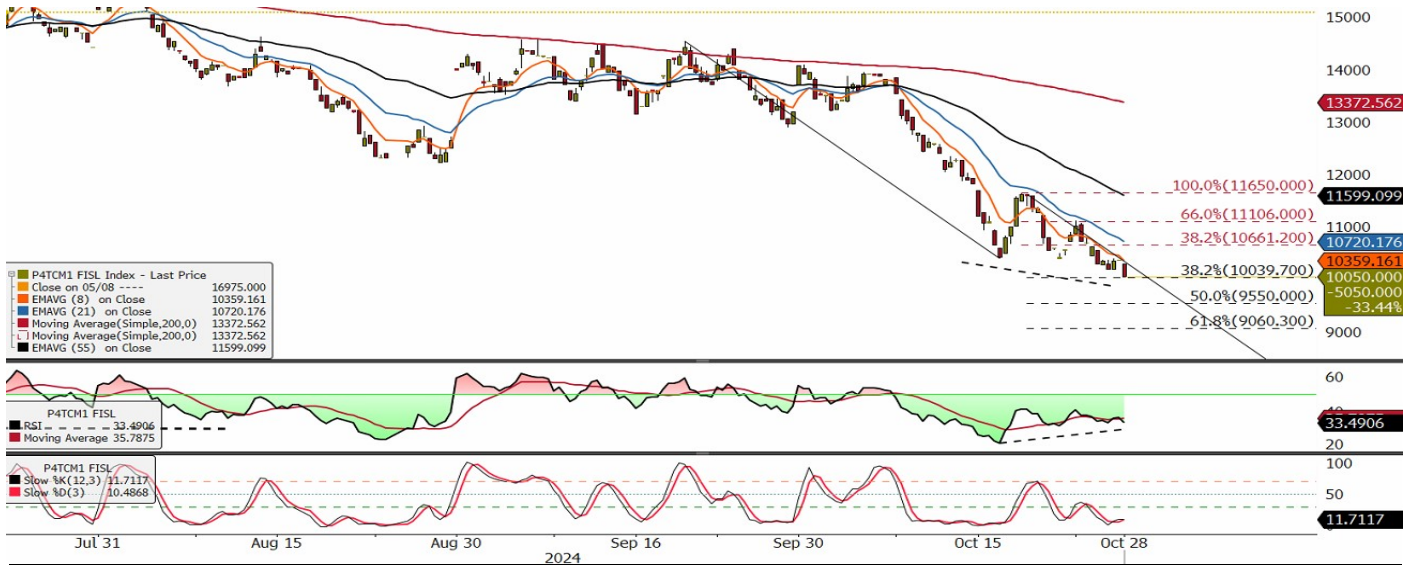 15000
14000
13372.562
13000
12000
100.0%(11650.000)
11599.099
66.0%(11106.000)
11000
38.2%(10661.200)
10720.176
10359.161
38.2%(10039.700)
10050.000
-5050.000
-33.44%
50.0%(9550.000)
61.8%(9060.300)
9000
P4TCM1 FISL Index - Last Price
Close on 05/08 ---- 16975.000
EMAVG (8) on Close 10359.161
EMAVG (21) on Close 10720.176
Moving Average(Simple,200,0) 13372.562
Moving Average(Simple,200,0) 13372.562
EMAVG (55) on Close 11599.099
60
P4TCM1 FISL
RSI 33.4906
Moving Average 35.7875
33.4906
20
P4TCM1 FISL
Slow %K(12,3) 11.7117
Slow %D(3) 10.4868
100
50
11.7117
Jul 31 Aug 15 Aug 30 Sep 16 Sep 30 Oct 15 Oct 28
2024